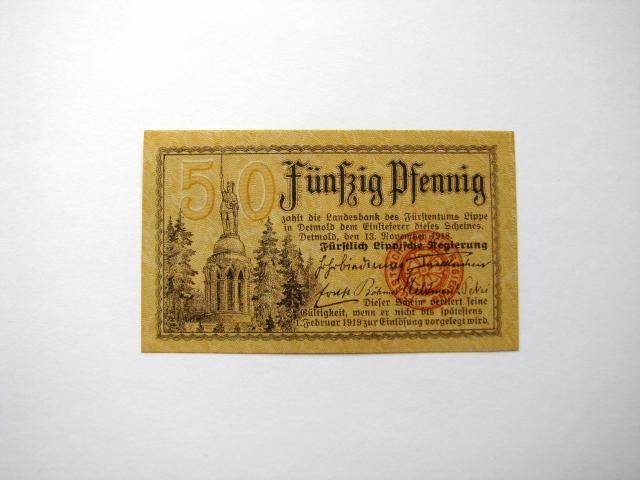 50 Fünfzig Pfennig
zahlt die Landesbank des Fürstentums Lippe
in Detmold dem Einlieferer dieses Scheines.
Detmold, den 13. November 1918.
Fürstlich Lippische Regierung
Dieser Schein verliert seine
Gültigkeit, wenn er nicht bis spätestens
1. Februar 1919 zur Einlösung vorgelegt wird.